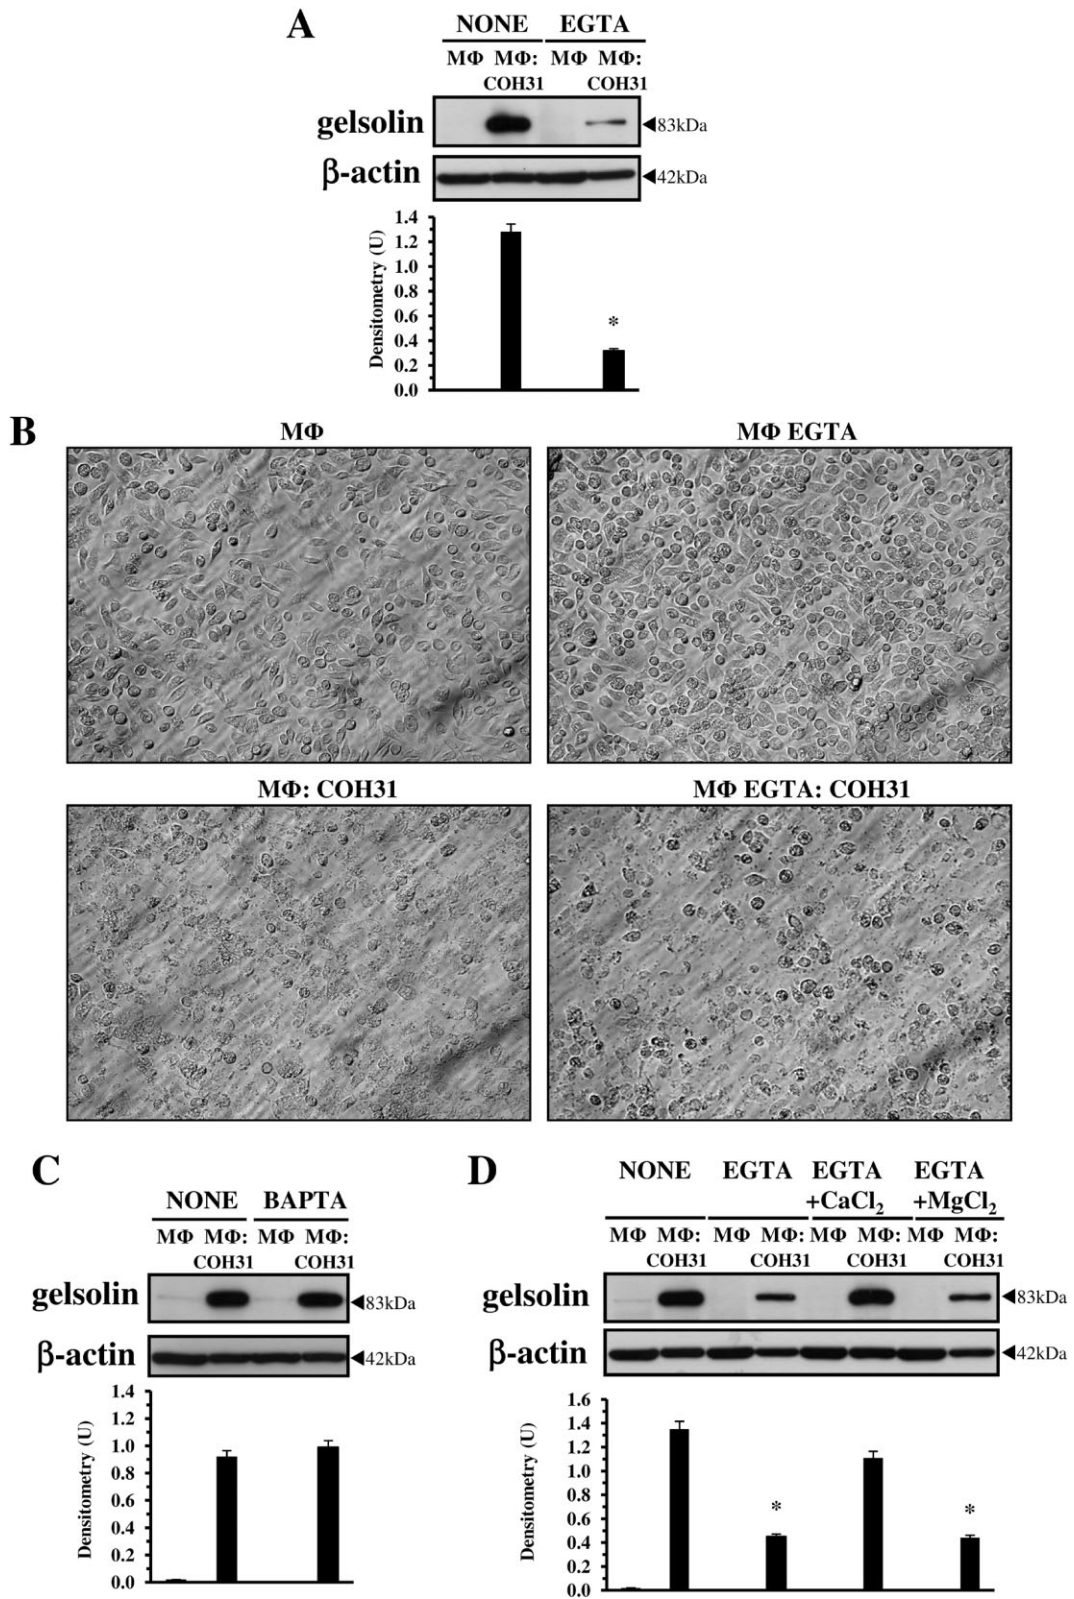 A
NONE EGTA
MΦ MΦ: MΦ MΦ:
COH31 COH31
gelsolin 83kDa
β-actin 42kDa
Densitometry (U)
1.4
1.2
1.0
0.8
0.6
0.4
0.2
0.0
*
B
MΦ MΦ EGTA
MΦ: COH31 MΦ EGTA: COH31
C
NONE BAPTA
MΦ MΦ: MΦ MΦ:
COH31 COH31
gelsolin 83kDa
β-actin 42kDa
Densitometry (U)
1.4
1.2
1.0
0.8
0.6
0.4
0.2
0.0
D
NONE EGTA EGTA EGTA
+CaCl₂ +MgCl₂
MΦ MΦ: MΦ MΦ: MΦ MΦ: MΦ MΦ:
COH31 COH31 COH31 COH31
gelsolin 83kDa
β-actin 42kDa
Densitometry (U)
1.6
1.4
1.2
1.0
0.8
0.6
0.4
0.2
0.0
* *